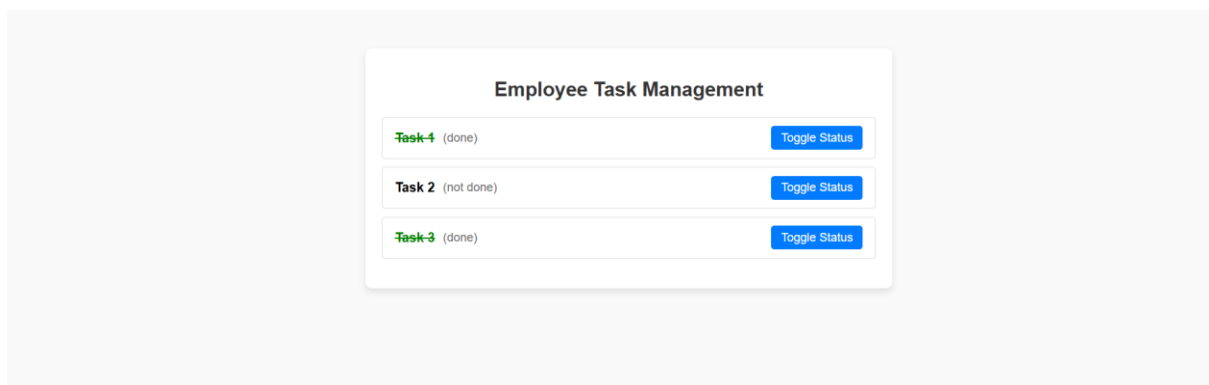 Employee Task Management
Task 1 (done) Toggle Status
Task 2 (not done) Toggle Status
Task 3 (done) Toggle Status